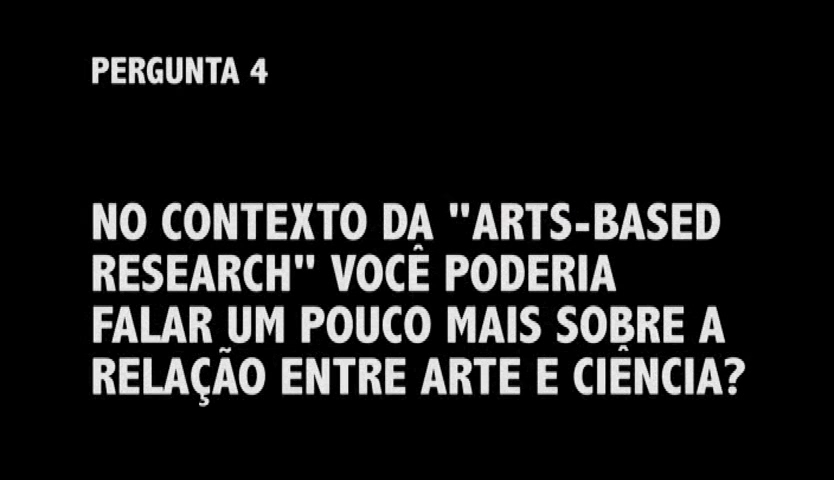 PERGUNTA 4
NO CONTEXTO DA "ARTS-BASED
RESEARCH" VOCÊ PODERIA
FALAR UM POUCO MAIS SOBRE A
RELAÇÃO ENTRE ARTE E CIÊNCIA?